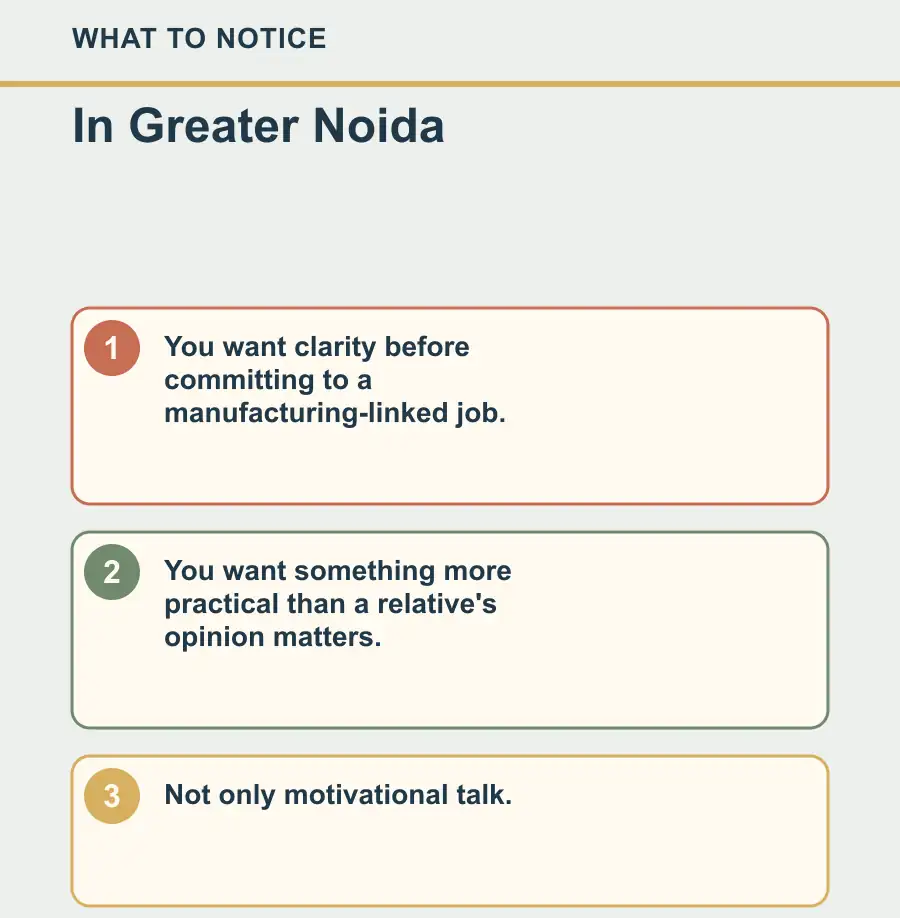 WHAT TO NOTICE
In Greater Noida
1
You want clarity before
committing to a
manufacturing-linked job.
2
You want something more
practical than a relative's
opinion matters.
3
Not only motivational talk.